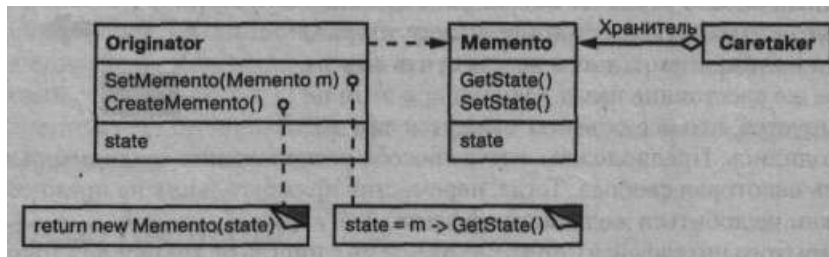 Originator
SetMemento(Memento m)
CreateMemento()
state
Memento
GetState()
SetState()
state
Хранитель
Caretaker
return new Memento(state)
state = m -> GetState()